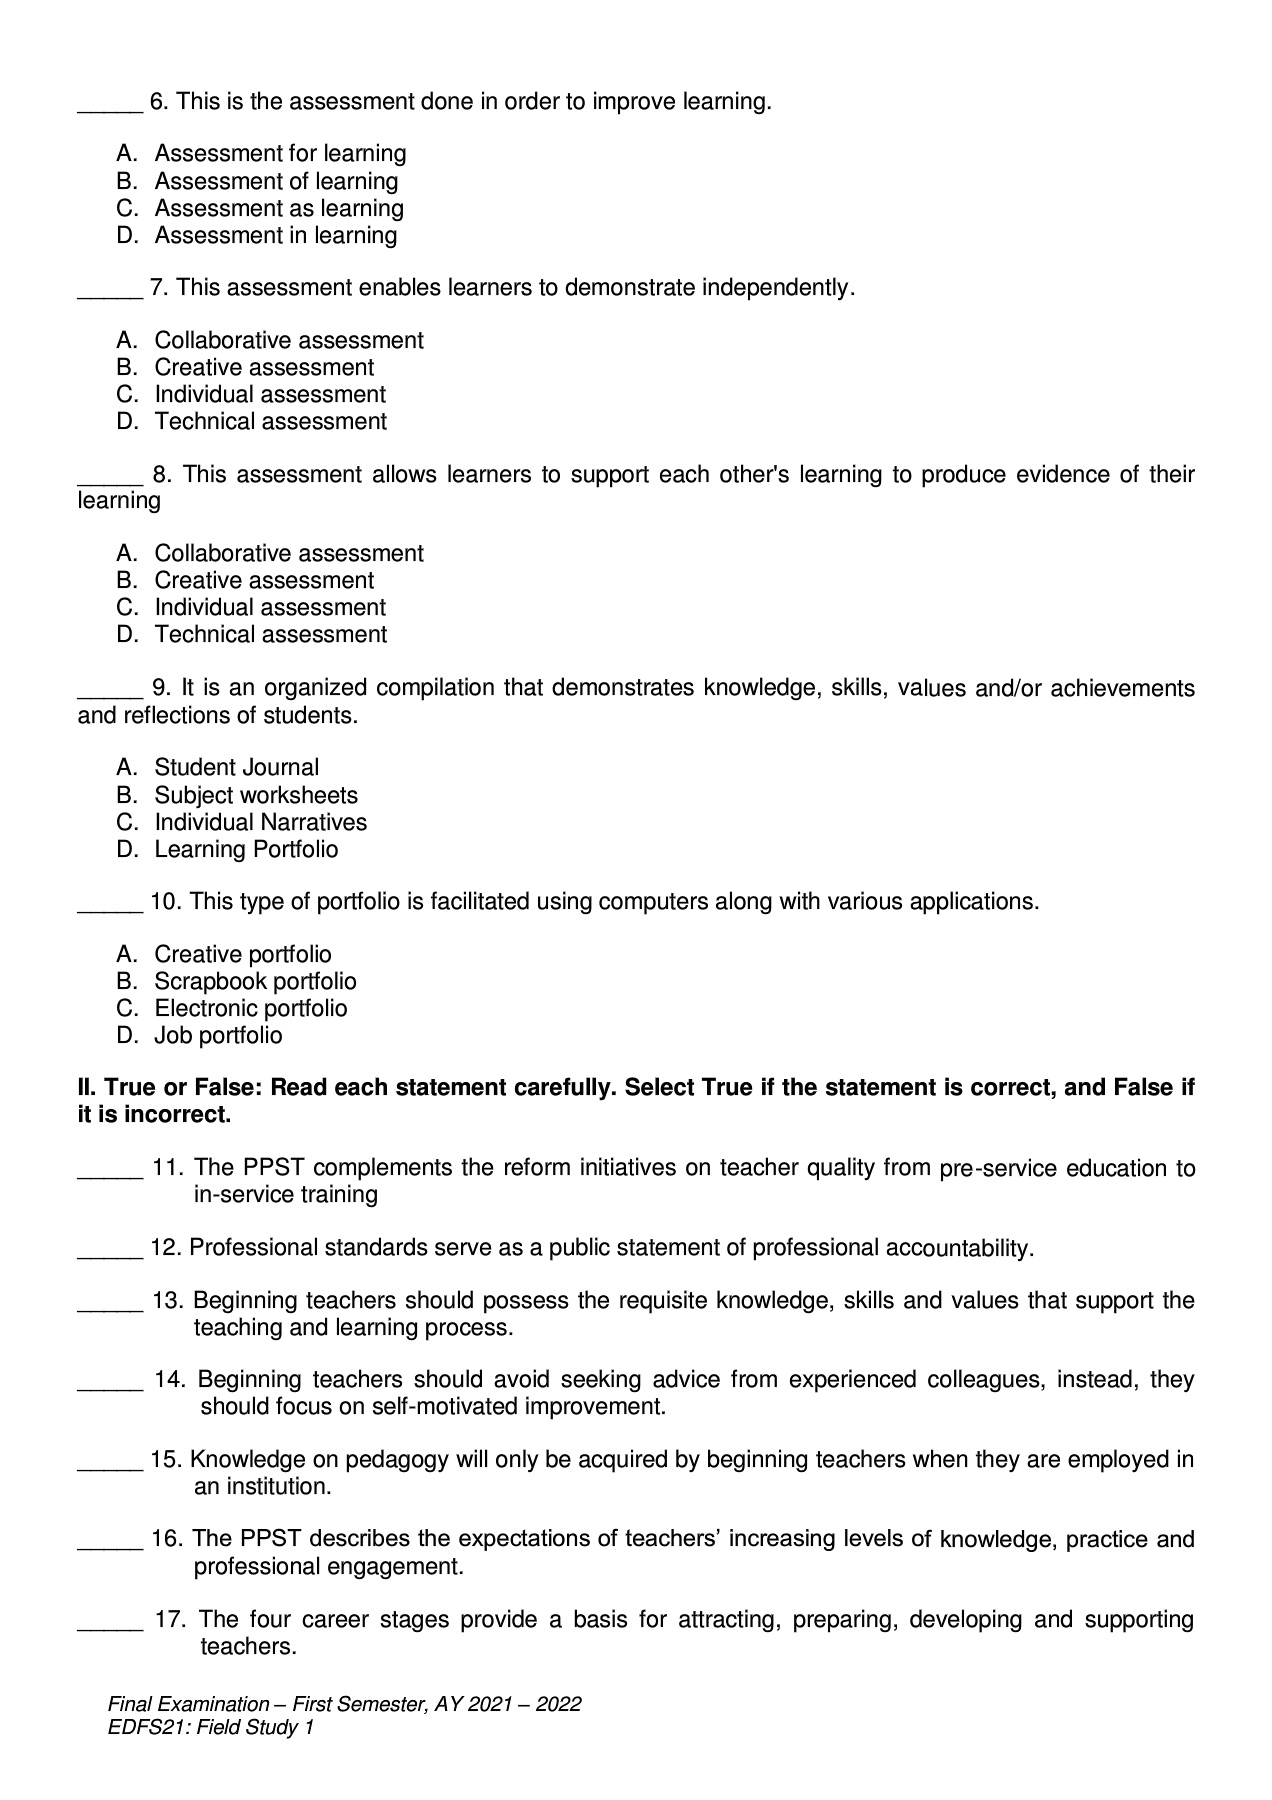 _____ 6. This is the assessment done in order to improve learning.
A. Assessment for learning
B. Assessment of learning
C. Assessment as learning
D. Assessment in learning
_____ 7. This assessment enables learners to demonstrate independently.
A. Collaborative assessment
B. Creative assessment
C. Individual assessment
D. Technical assessment
_____ 8. This assessment allows learners to support each other's learning to produce evidence of their
learning
A. Collaborative assessment
B. Creative assessment
C. Individual assessment
D. Technical assessment
_____ 9. It is an organized compilation that demonstrates knowledge, skills, values and/or achievements
and reflections of students.
A. Student Journal
B. Subject worksheets
C. Individual Narratives
D. Learning Portfolio
_____ 10. This type of portfolio is facilitated using computers along with various applications.
A. Creative portfolio
B. Scrapbook portfolio
C. Electronic portfolio
D. Job portfolio
II. True or False: Read each statement carefully. Select True if the statement is correct, and False if
it is incorrect.
_____ 11. The PPST complements the reform initiatives on teacher quality from pre-service education to
in-service training
_____ 12. Professional standards serve as a public statement of professional accountability.
_____ 13. Beginning teachers should possess the requisite knowledge, skills and values that support the
teaching and learning process.
_____ 14. Beginning teachers should avoid seeking advice from experienced colleagues, instead, they
should focus on self-motivated improvement.
_____ 15. Knowledge on pedagogy will only be acquired by beginning teachers when they are employed in
an institution.
_____ 16. The PPST describes the expectations of teachers’ increasing levels of knowledge, practice and
professional engagement.
_____ 17. The four career stages provide a basis for attracting, preparing, developing and supporting
teachers.
Final Examination – First Semester, AY 2021 – 2022
EDFS21: Field Study 1